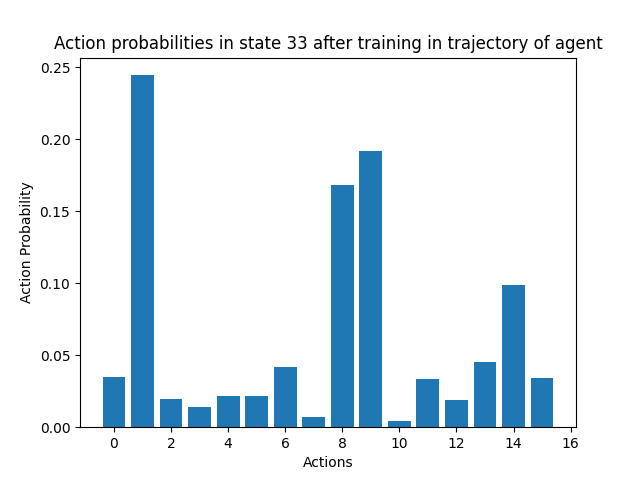 Action probabilities in state 33 after training in trajectory of agent
0.25
0.20
0.15
0.10
0.05
0.00
Action Probability
0 2 4 6 8 10 12 14 16
Actions